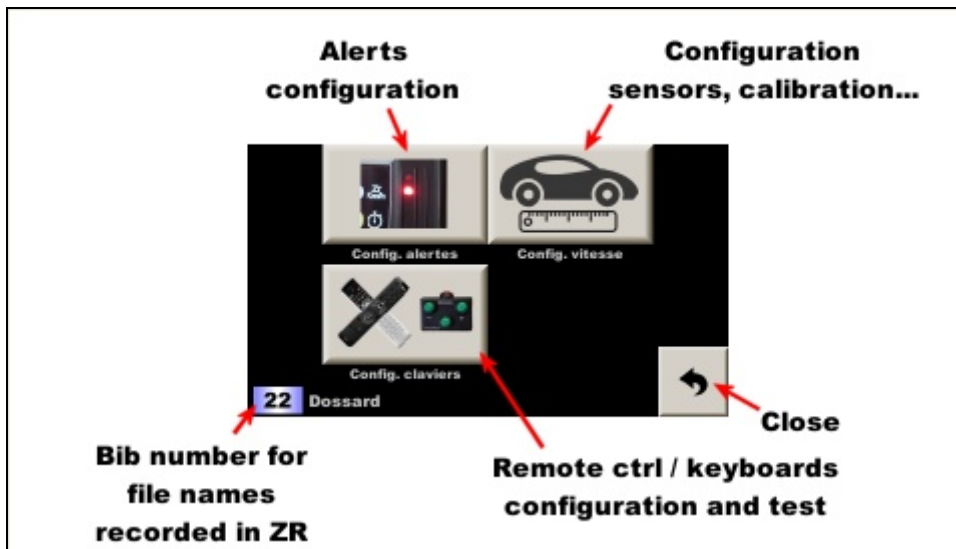 Alerts
configuration
Configuration
sensors, calibration...
Zr
Config. alertes
Config. vitesse
Config. claviers
22 Dossard
Close
Bib number for
file names
recorded in ZR
Remote ctrl / keyboards
configuration and test